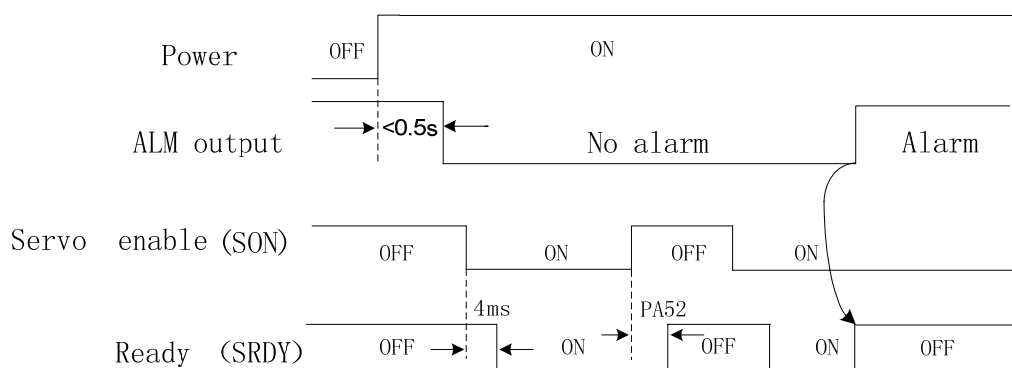 Power OFF ON
ALM output <0.5s No alarm Alarm
Servo enable (SON) OFF ON OFF ON
4ms PA52
Ready (SRDY) OFF ON OFF ON OFF